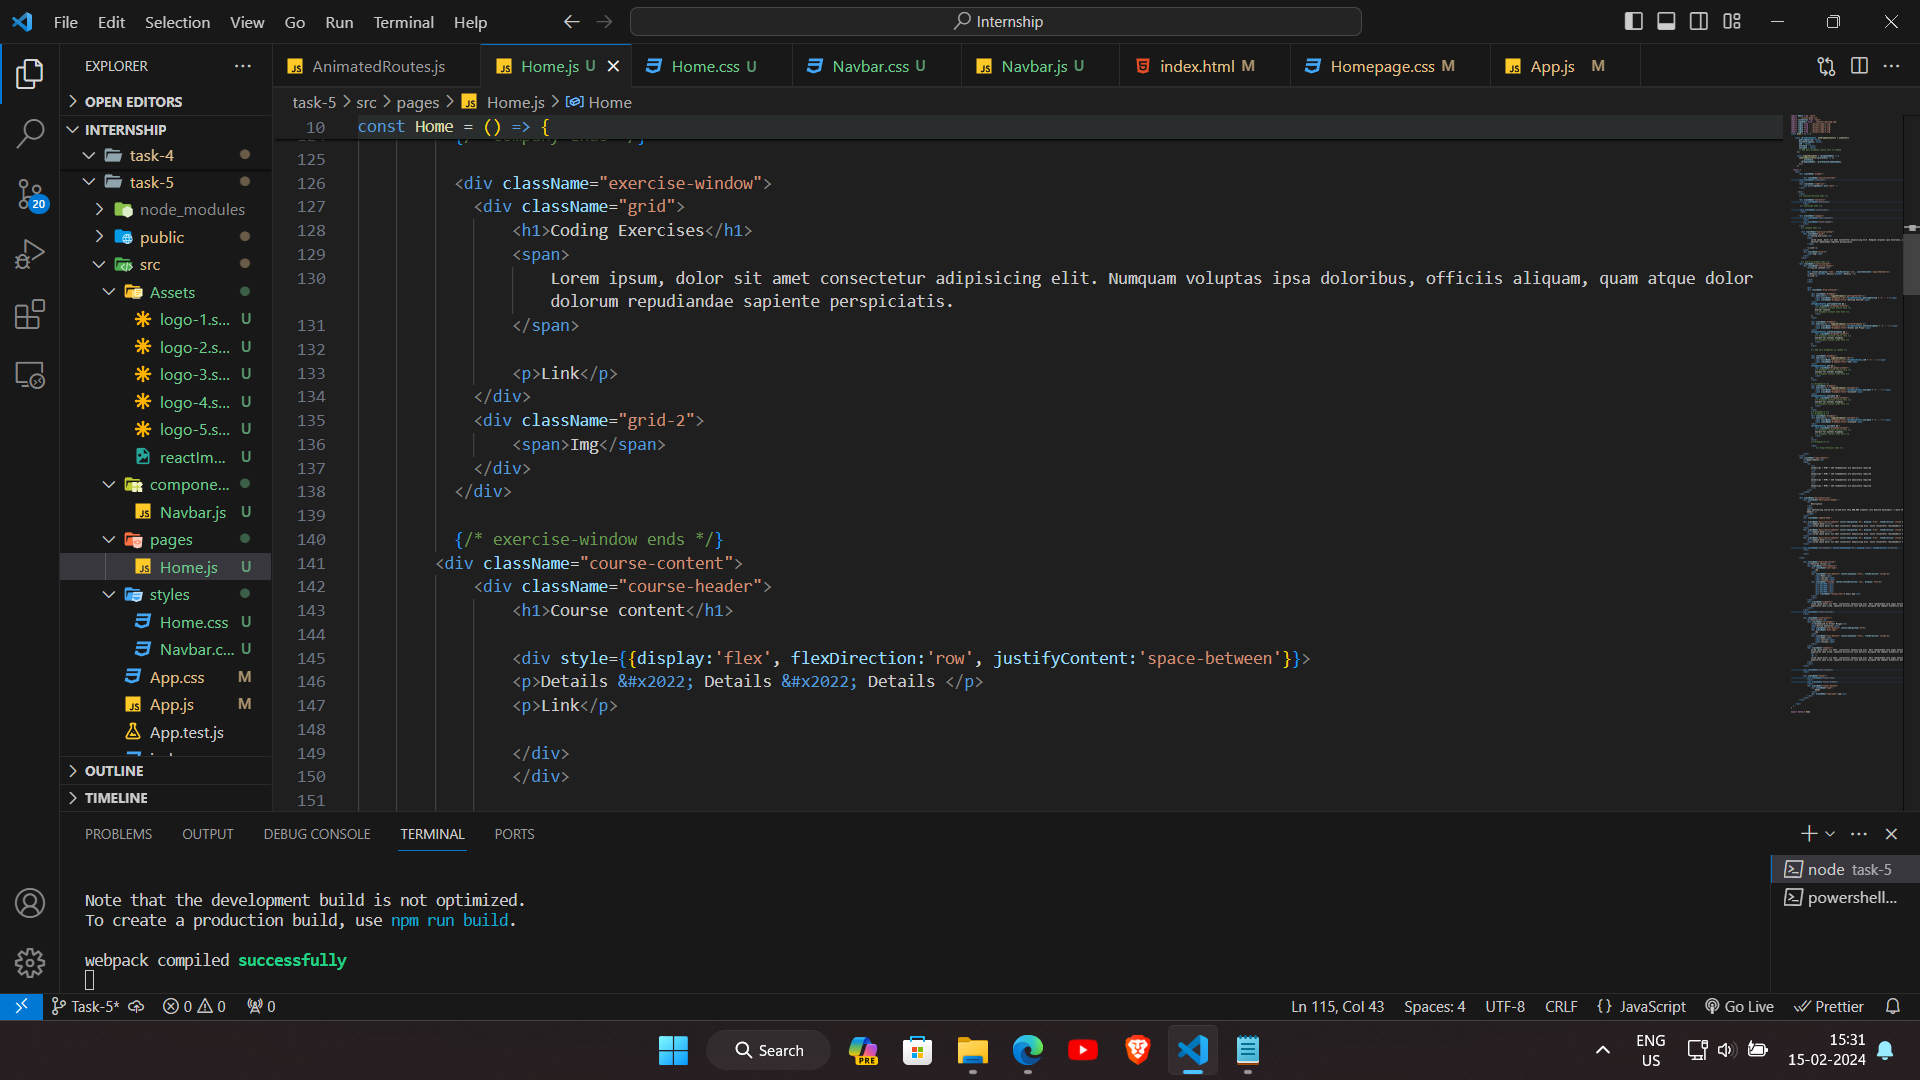 File Edit Selection View Go Run Terminal Help
Internship
EXPLORER
AnimatedRoutes.js
Home.js U
Home.css U
Navbar.css U
Navbar.js U
index.html M
Homepage.css M
App.js M
OPEN EDITORS
INTERNSHIP
task-4
task-5
node_modules
public
src
Assets
logo-1.s... U
logo-2.s... U
logo-3.s... U
logo-4.s... U
logo-5.s... U
reactIm... U
compone...
Navbar.js U
pages
Home.js U
styles
Home.css U
Navbar.c... U
App.css M
App.js M
App.test.js
OUTLINE
TIMELINE
20
task-5 > src > pages > JS Home.js > Home
10 const Home = () => {
125
126 <div className="exercise-window">
127 <div className="grid">
128 <h1>Coding Exercises</h1>
129 <span>
130 Lorem ipsum, dolor sit amet consectetur adipisicing elit. Numquam voluptas ipsa doloribus, officiis aliquam, quam atque dolor
dolorum repudiandae sapiente perspiciatis.
131 </span>
132
133 <p>Link</p>
134 </div>
135 <div className="grid-2">
136 <span>Img</span>
137 </div>
138 </div>
139
140 {/* exercise-window ends */}
141 <div className="course-content">
142 <div className="course-header">
143 <h1>Course content</h1>
144
145 <div style={{display:'flex', flexDirection:'row', justifyContent:'space-between'}}>
146 <p>Details &#x2022; Details &#x2022; Details </p>
147 <p>Link</p>
148
149 </div>
150 </div>
151
PROBLEMS OUTPUT DEBUG CONSOLE TERMINAL PORTS
Note that the development build is not optimized.
To create a production build, use npm run build.
webpack compiled successfully
node task-5
powershell...
Task-5* 0 0 0
Ln 115, Col 43 Spaces: 4 UTF-8 CRLF {} JavaScript Go Live Prettier
Search
PRE
ENG
US
15:31
15-02-2024